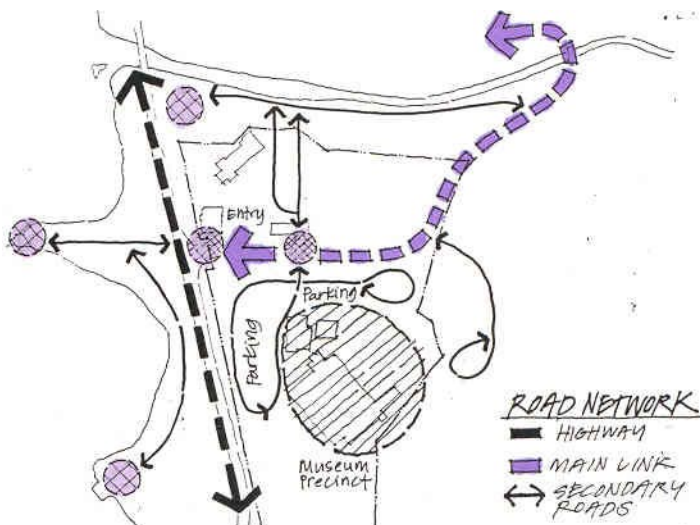 Entry
Parking
Parking
Museum
Precinct
ROAD NETWORK
HIGHWAY
MAIN LINK
SECONDARY
ROADS